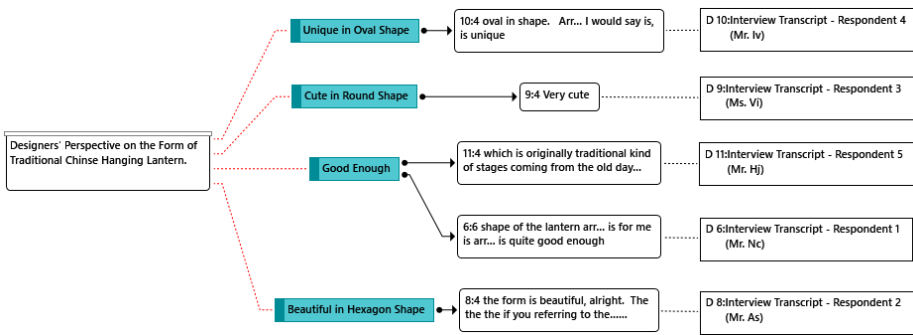 Designers' Perspective on the Form of
Traditional Chinse Hanging Lantern.
Unique in Oval Shape
10:4 oval in shape.   Arr... I would say is,
is unique
D 10:Interview Transcript - Respondent 4
(Mr. Iv)
Cute in Round Shape
9:4 Very cute
D 9:Interview Transcript - Respondent 3
(Ms. Vi)
Good Enough
11:4 which is originally traditional kind
of stages coming from the old day...
D 11:Interview Transcript - Respondent 5
(Mr. Hj)
6:6 shape of the lantern arr... is for me
is arr... is quite good enough
D 6:Interview Transcript - Respondent 1
(Mr. Nc)
Beautiful in Hexagon Shape
8:4 the form is beautiful, alright.  The
the the if you referring to the......
D 8:Interview Transcript - Respondent 2
(Mr. As)